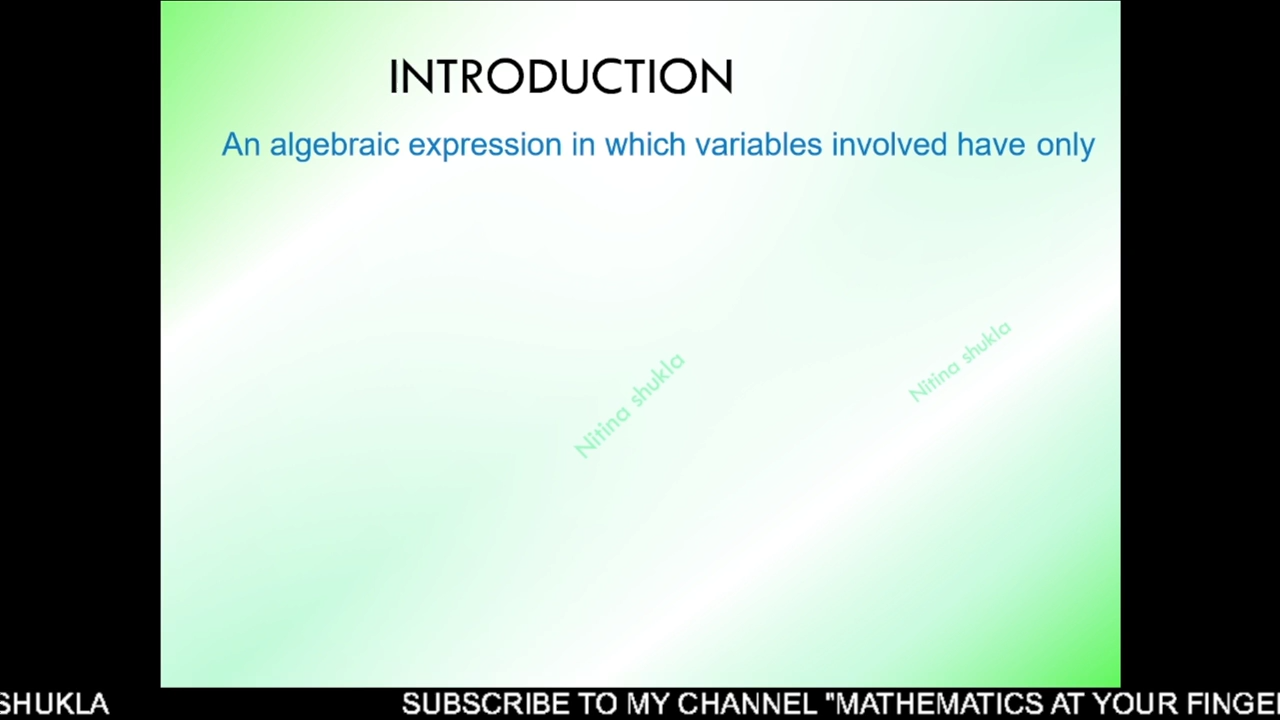 INTRODUCTION
An algebraic expression in which variables involved have only
Nitina shukla
Nitina shukla
SHUKLA
SUBSCRIBE TO MY CHANNEL "MATHEMATICS AT YOUR FINGE